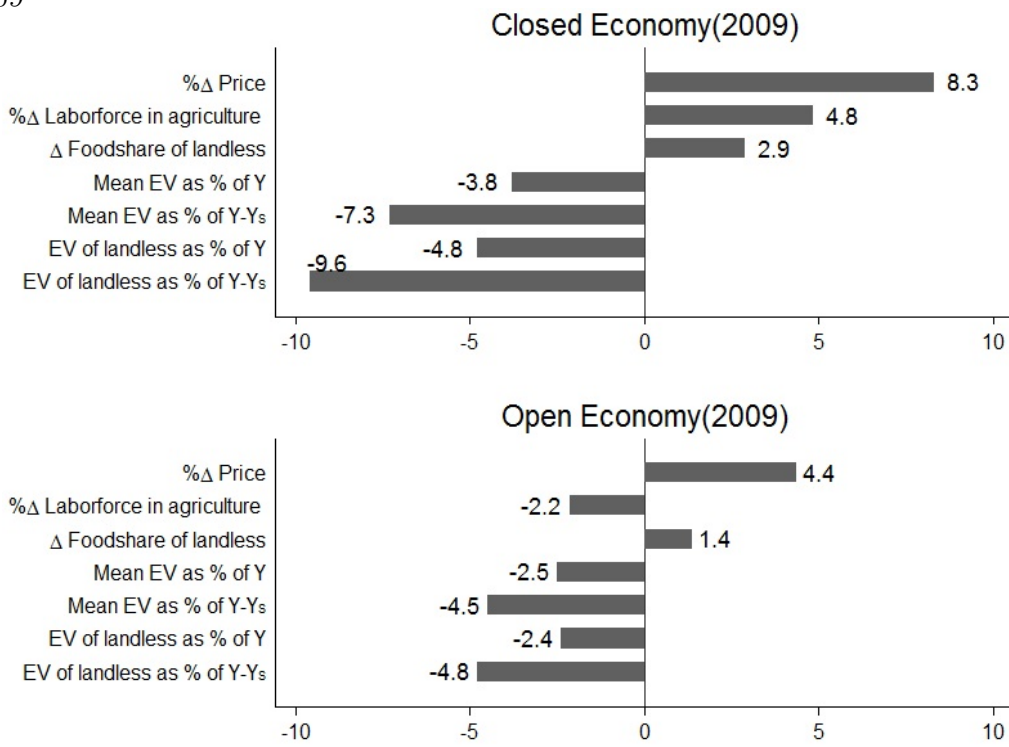 Closed Economy(2009)
%Δ Price 8.3
%Δ Laborforce in agriculture 4.8
Δ Foodshare of landless 2.9
Mean EV as % of Y -3.8
Mean EV as % of Y-Ys -7.3
EV of landless as % of Y -4.8
EV of landless as % of Y-Ys -9.6
-10 -5 0 5 10
Open Economy(2009)
%Δ Price 4.4
%Δ Laborforce in agriculture -2.2
Δ Foodshare of landless 1.4
Mean EV as % of Y -2.5
Mean EV as % of Y-Ys -4.5
EV of landless as % of Y -2.4
EV of landless as % of Y-Ys -4.8
-10 -5 0 5 10